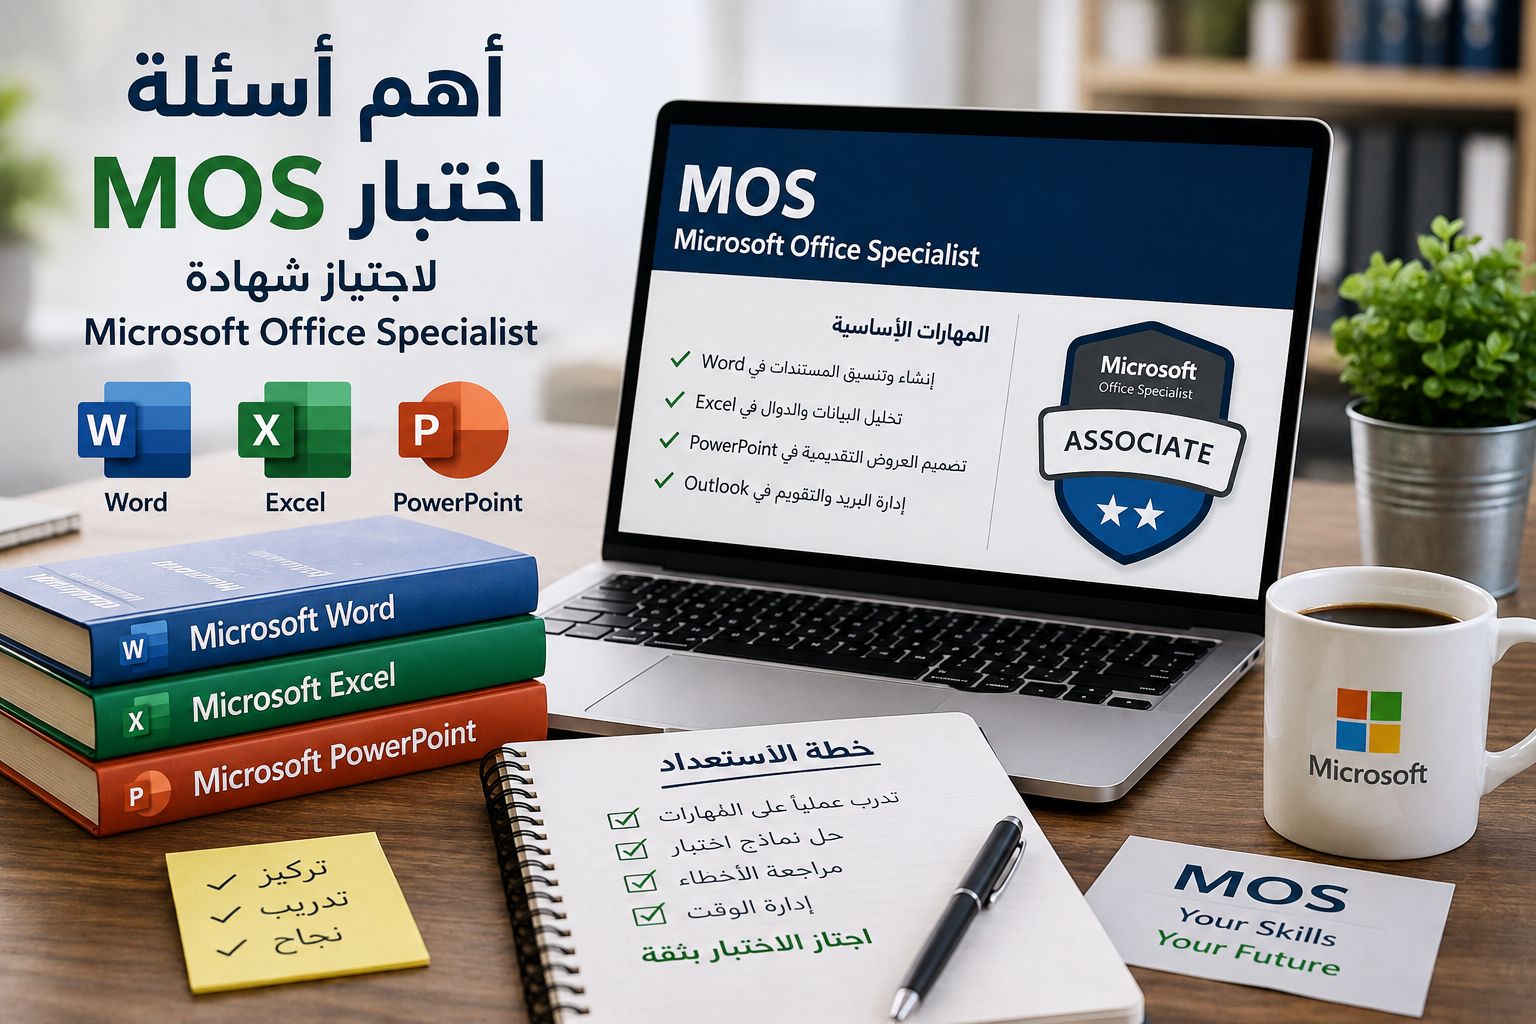 أهم أسئلة
اختبار MOS
لاجتياز شهادة
Microsoft Office Specialist
W
X
P
Word
Excel
PowerPoint
MOS
Microsoft Office Specialist
المهارات الأساسية
إنشاء وتنسيق المستندات في Word
تحليل البيانات والدوال في Excel
تصميم العروض التقديمية في PowerPoint
إدارة البريد والتقويم في Outlook
Microsoft
Office Specialist
ASSOCIATE
W Microsoft Word
X Microsoft Excel
P Microsoft PowerPoint
تركيز
تدريب
نجاح
خطة الاستعداد
تدرب عملياً على المهارات
حل نماذج اختبار
مراجعة الأخطاء
إدارة الوقت
اجتاز الاختبار بثقة
Microsoft
MOS
Your Skills
Your Future